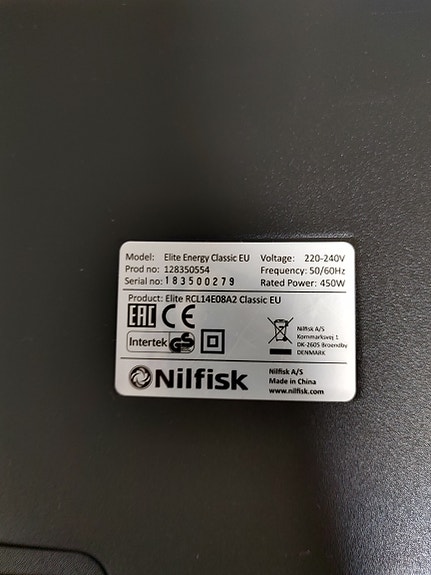 Model: Elite Energy Classic EU Voltage: 220-240V
Prod no: 128350554 Frequency: 50/60Hz
Serial no: 183500279 Rated Power: 450W
Product: Elite RCL14E08A2 Classic EU
EAC CE
Intertek GS
Nilfisk A/S
Kornmarksvej 1
DK-2605 Broendby
DENMARK
Nilfisk
Nilfisk A/S
Made in China
www.nilfisk.com